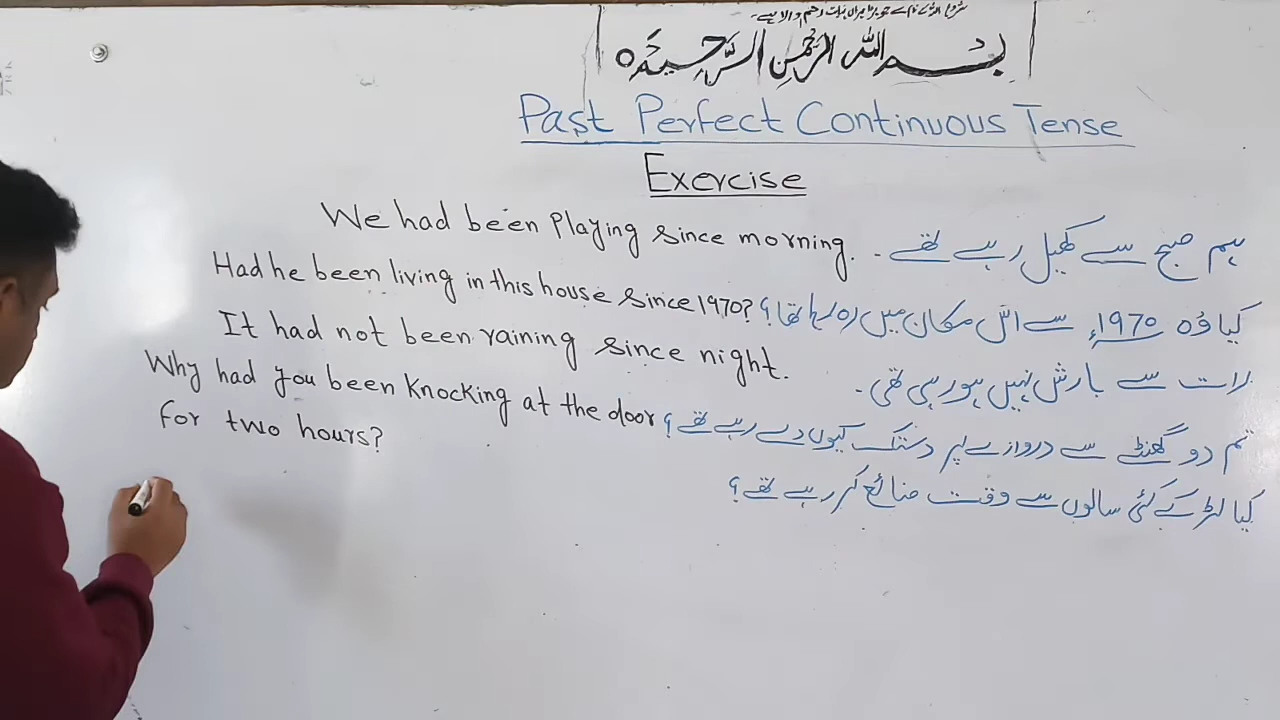 شروع اللہ کے نام سے جو بڑا مہربان نہایت رحم والا ہے۔
بسم اللہ الرحمن الرحیم
Past Perfect Continuous Tense
Exercise
We had been Playing since morning. ہم صبح سے کھیل رہے تھے۔
Had he been living in this house since 1970? کیا وُہ 1970ء سے اس مکان میں رہ رہا تھا؟
It had not been raining since night. رات سے بارش نہیں ہو رہی تھی۔
Why had you been Knocking at the door تم دو گھنٹے سے دروازے پر دستک کیوں دے رہے تھے؟
for two hours?
کیا لڑکے کئی سالوں سے وقت ضائع کر رہے تھے؟